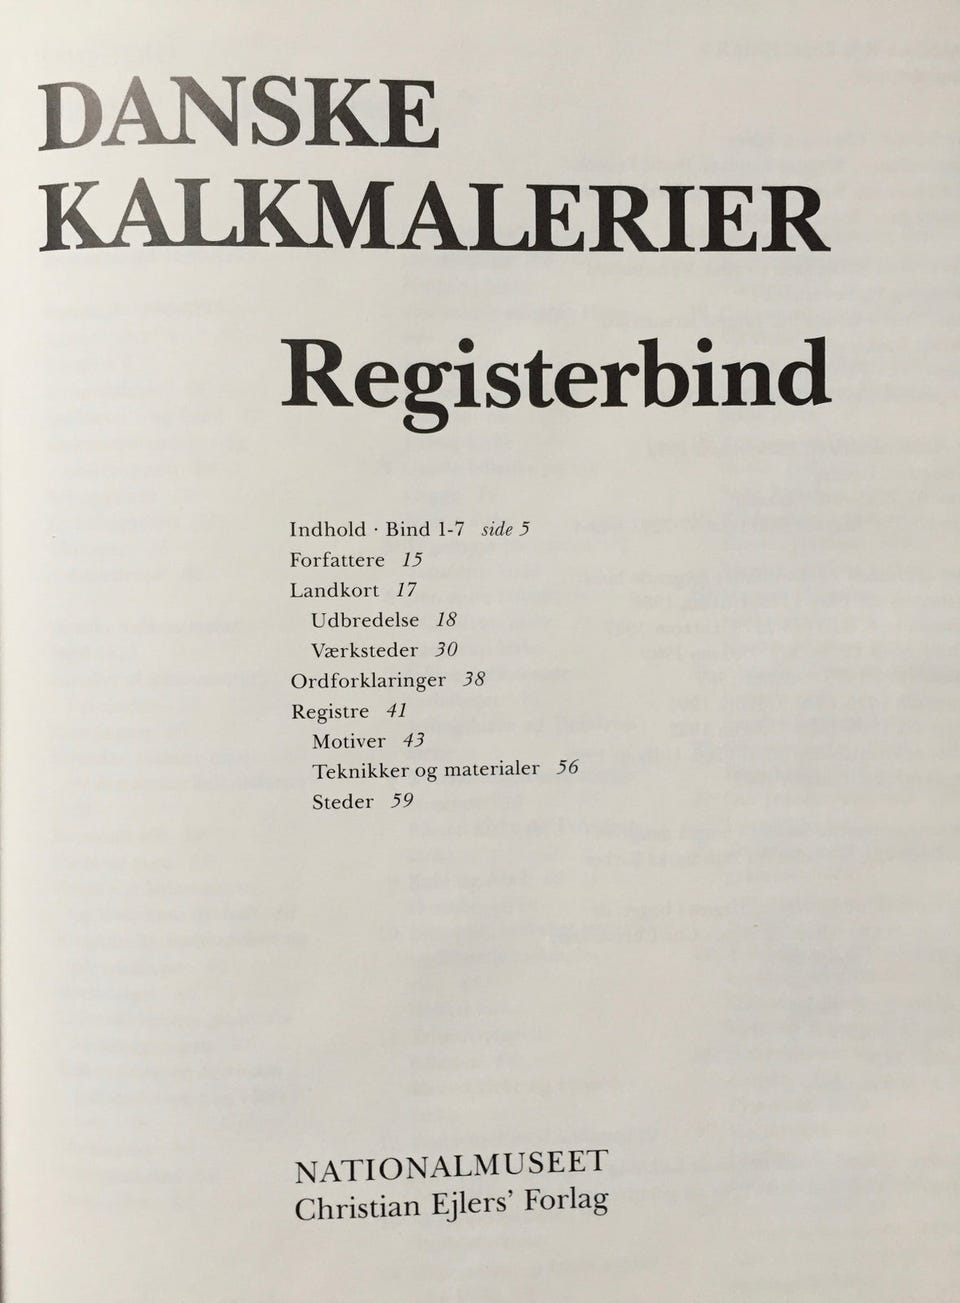 DANSKE
KALKMALERIER
Registerbind
Indhold · Bind 1-7 side 5
Forfattere 15
Landkort 17
Udbredelse 18
Værksteder 30
Ordforklaringer 38
Registre 41
Motiver 43
Teknikker og materialer 56
Steder 59
NATIONALMUSEET
Christian Ejlers’ Forlag